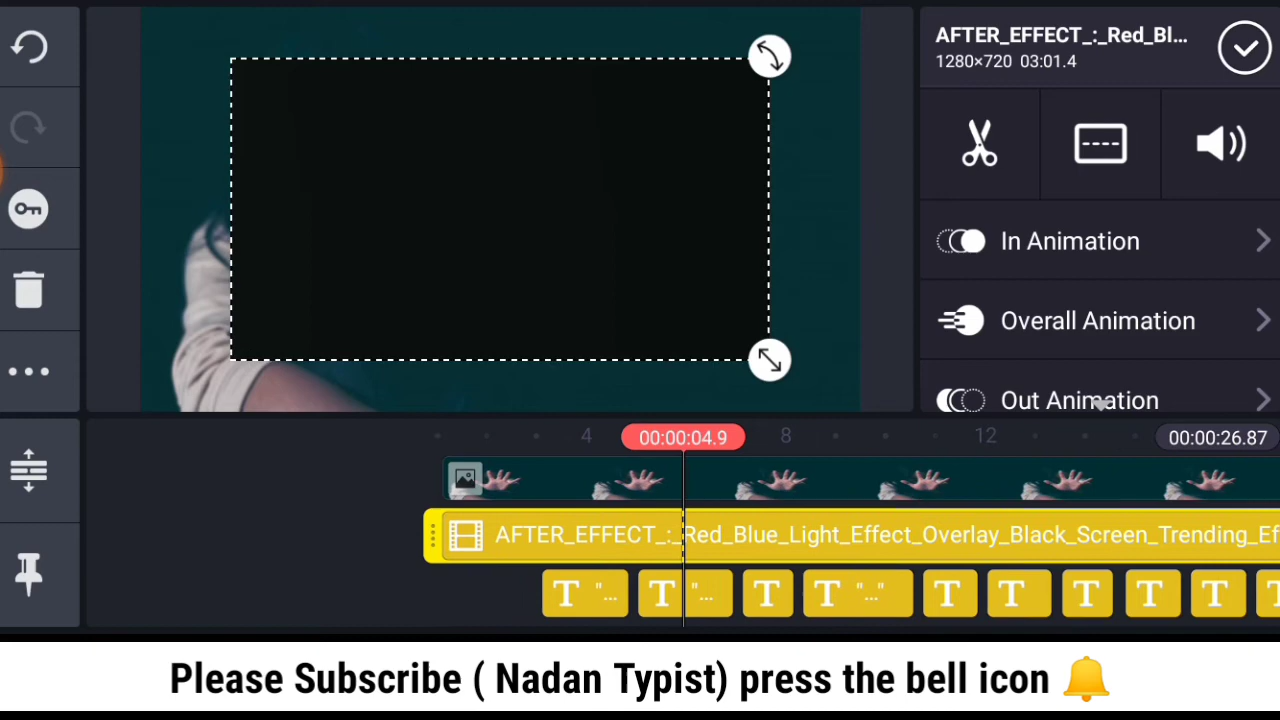 AFTER_EFFECT_:_Red_Bl...
1280×720 03:01.4
In Animation
Overall Animation
Out Animation
4
00:00:04.9
8
12
00:00:26.87
AFTER_EFFECT_:_Red_Blue_Light_Effect_Overlay_Black_Screen_Trending_Ef
T "...
T "...
T
T "..."
T
T
T
T
T
T
Please Subscribe ( Nadan Typist) press the bell icon 🔔